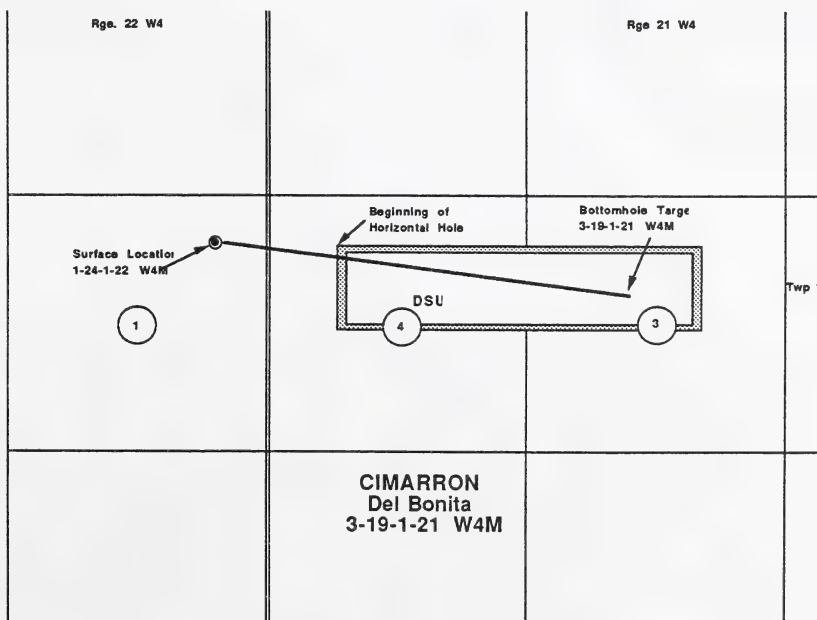 Rge. 22 W4
Rge 21 W4
Beginning of
Horizontal Hole
Bottomhole Targe
3-19-1-21 W4M
Surface Locatior
1-24-1-22 W4M
Twp
DSU
1
4
3
CIMARRON
Del Bonita
3-19-1-21 W4M